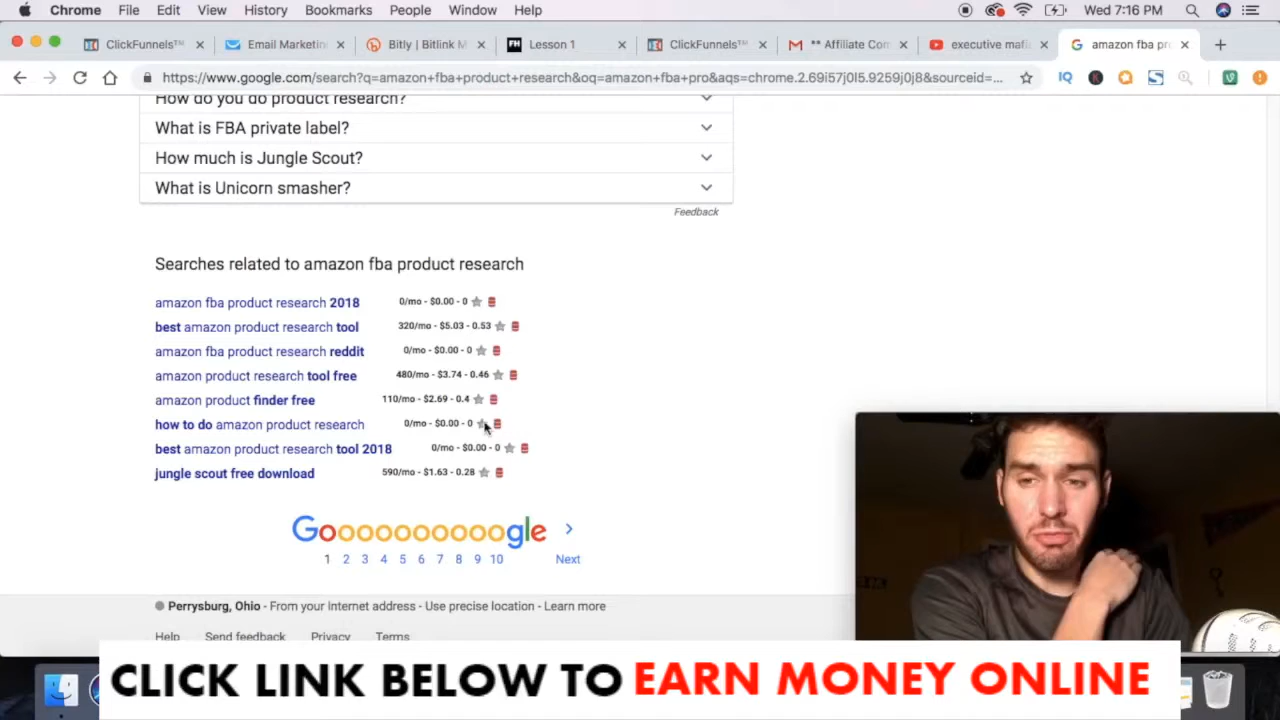 Chrome File Edit View History Bookmarks People Window Help Wed 7:16 PM
ClickFunnels™ Email Marketin Bitly | Bitlink M FH Lesson 1 ClickFunnels™ ** Affiliate Con executive mafi amazon fba pr
https://www.google.com/search?q=amazon+fba+product+research&oq=amazon+fba+pro&aqs=chrome.2.69i57j0l5.9259j0j8&sourceid=...
How do you do product research?
What is FBA private label?
How much is Jungle Scout?
What is Unicorn smasher?
Feedback
Searches related to amazon fba product research
amazon fba product research 2018 0/mo - $0.00 - 0
best amazon product research tool 320/mo - $5.03 - 0.53
amazon fba product research reddit 0/mo - $0.00 - 0
amazon product research tool free 480/mo - $3.74 - 0.46
amazon product finder free 110/mo - $2.69 - 0.4
how to do amazon product research 0/mo - $0.00 - 0
best amazon product research tool 2018 0/mo - $0.00 - 0
jungle scout free download 590/mo - $1.63 - 0.28
Goooooooooogle
1 2 3 4 5 6 7 8 9 10 Next
Perrysburg, Ohio - From your Internet address - Use precise location - Learn more
Help Send feedback Privacy Terms
CLICK LINK BELOW TO EARN MONEY ONLINE